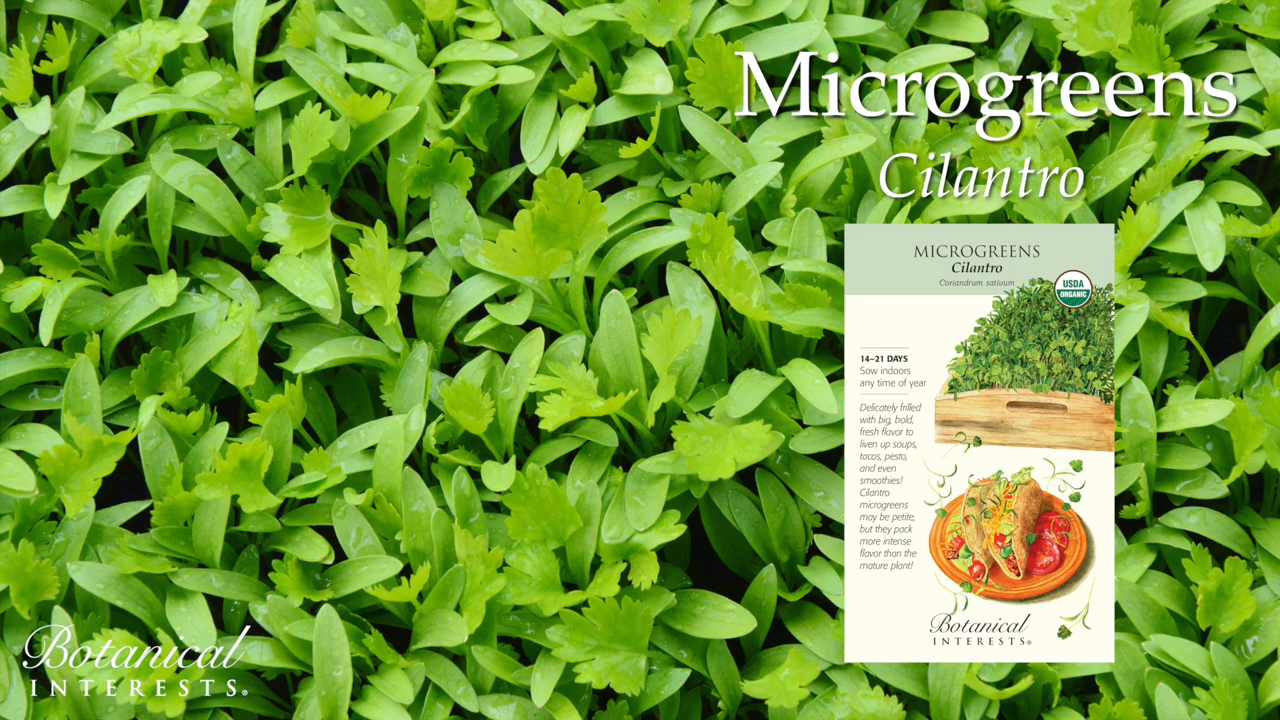 Microgreens
Cilantro
MICROGREENS
Cilantro
Coriandrum sativum
USDA
ORGANIC
14–21 DAYS
Sow indoors
any time of year
Delicately frilled
with big, bold,
fresh flavor to
liven up soups,
tacos, pesto,
and even
smoothies!
Cilantro
microgreens
may be petite,
but they pack
more intense
flavor than the
mature plant!
Botanical
INTERESTS®
Botanical
INTERESTS®